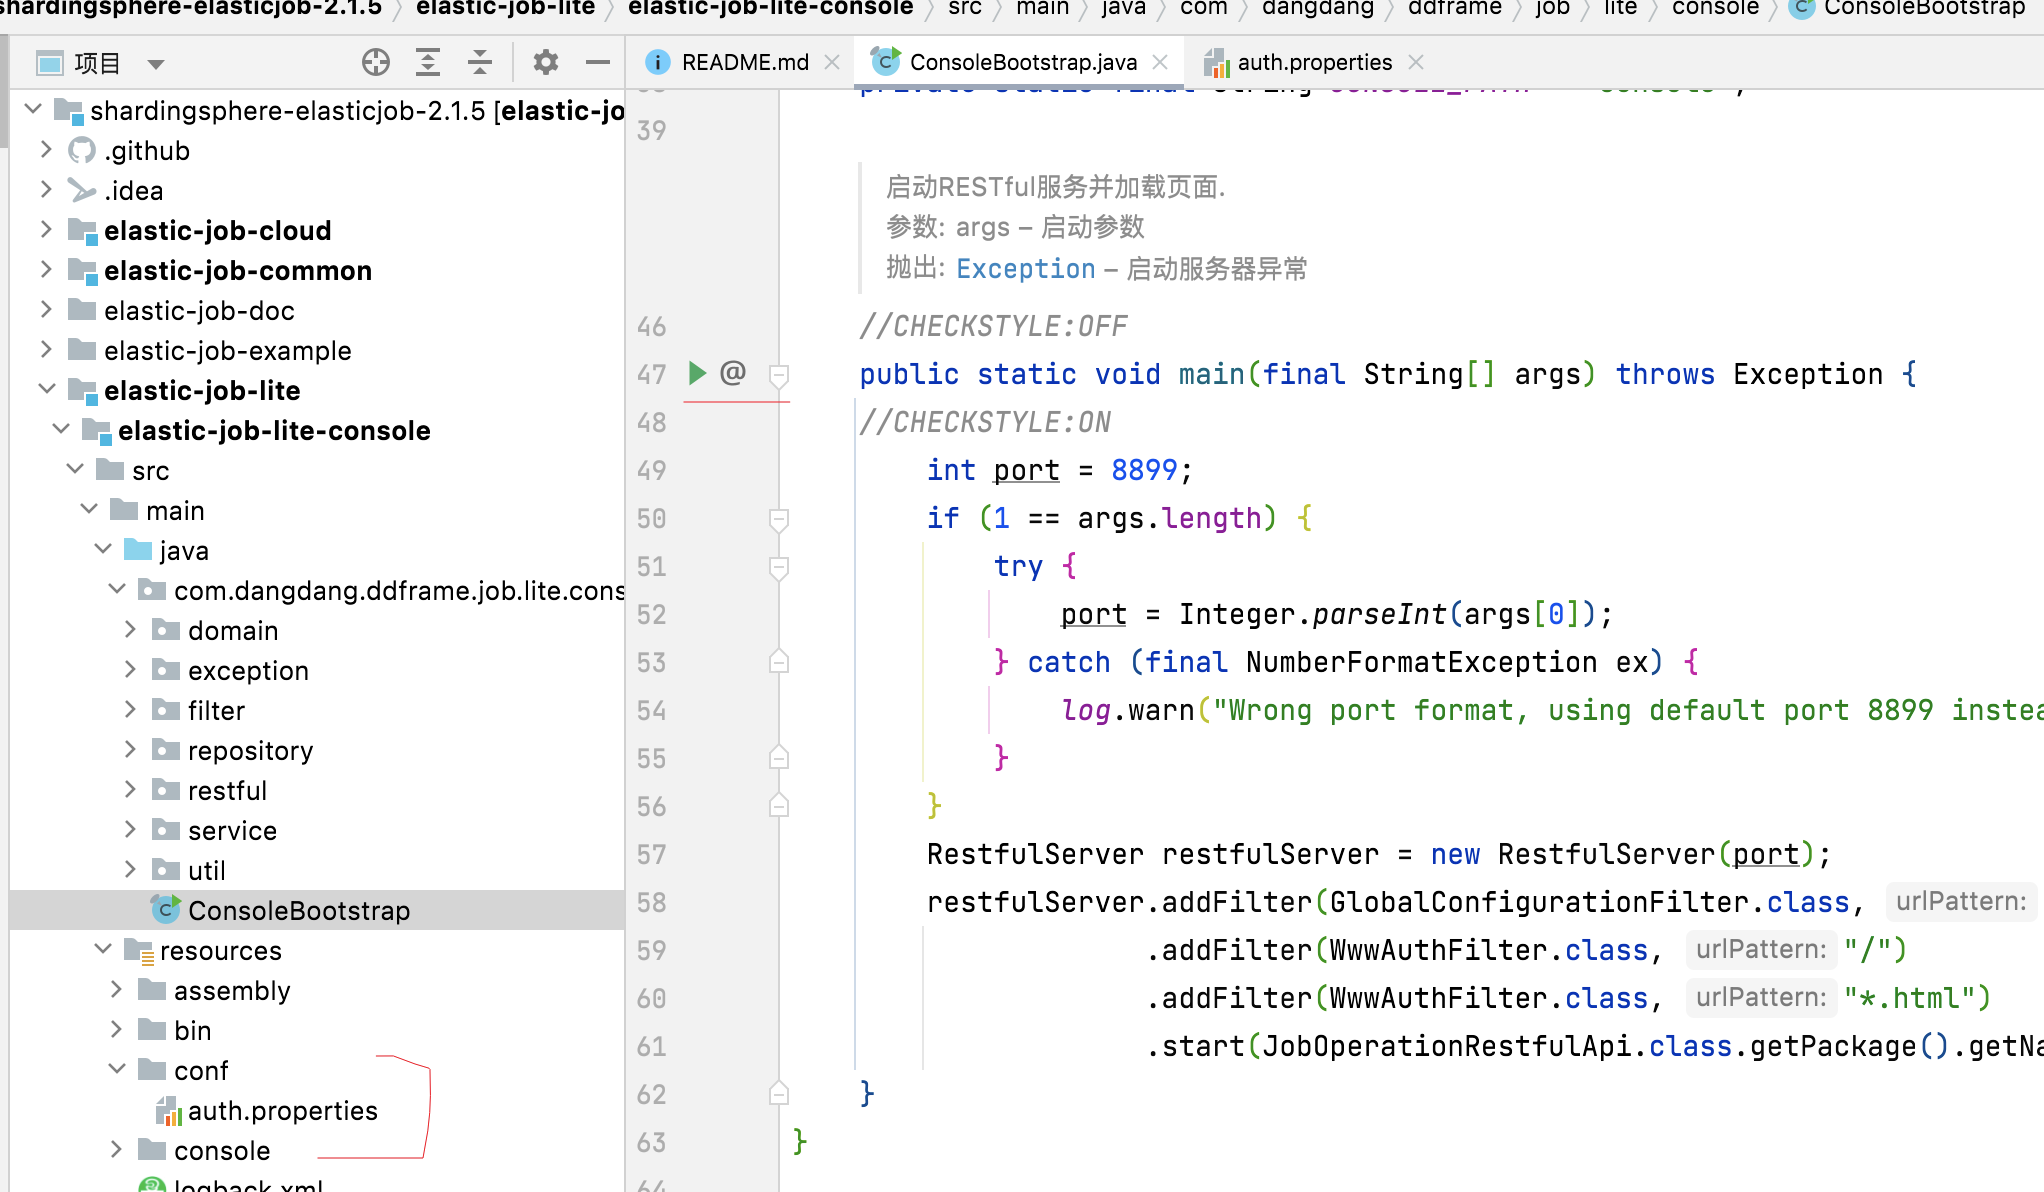 shardingsphere-elasticjob-2.1.5 〉 elastic-job-lite 〉 elastic-job-lite-console 〉 src 〉 main 〉 java 〉 com 〉 dangdang 〉 ddframe 〉 job 〉 lite 〉 console 〉 ConsoleBootstrap
项目
README.md
ConsoleBootstrap.java
auth.properties
shardingsphere-elasticjob-2.1.5 [elastic-jo
.github
.idea
elastic-job-cloud
elastic-job-common
elastic-job-doc
elastic-job-example
elastic-job-lite
elastic-job-lite-console
src
main
java
com.dangdang.ddframe.job.lite.cons
domain
exception
filter
repository
restful
service
util
ConsoleBootstrap
resources
assembly
bin
conf
auth.properties
console
logback.xml
private static final String CONSOLE_PATH
39
启动RESTful服务并加载页面.
参数: args – 启动参数
抛出: Exception – 启动服务器异常
46 //CHECKSTYLE:OFF
47 @ public static void main(final String[] args) throws Exception {
48 //CHECKSTYLE:ON
49 int port = 8899;
50 if (1 == args.length) {
51 try {
52 port = Integer.parseInt(args[0]);
53 } catch (final NumberFormatException ex) {
54 log.warn("Wrong port format, using default port 8899 instea
55 }
56 }
57 RestfulServer restfulServer = new RestfulServer(port);
58 restfulServer.addFilter(GlobalConfigurationFilter.class, urlPattern:
59 .addFilter(WwwAuthFilter.class, urlPattern: "/")
60 .addFilter(WwwAuthFilter.class, urlPattern: "*.html")
61 .start(JobOperationRestfulApi.class.getPackage().getNa
62 }
63 }
64